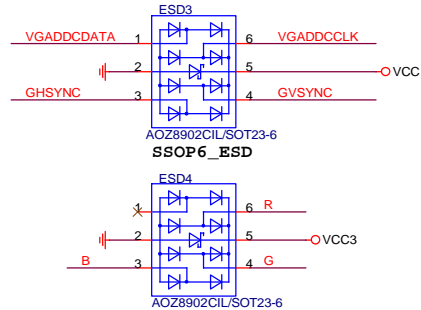 ESD3
VGADDCDATA 1 6 VGADDCCLK
2 5 VCC
GHSYNC 3 4 GVSYNC
AOZ8902CIL/SOT23-6
SSOP6_ESD
ESD4
1 6 R
2 5 VCC3
B 3 4 G
AOZ8902CIL/SOT23-6